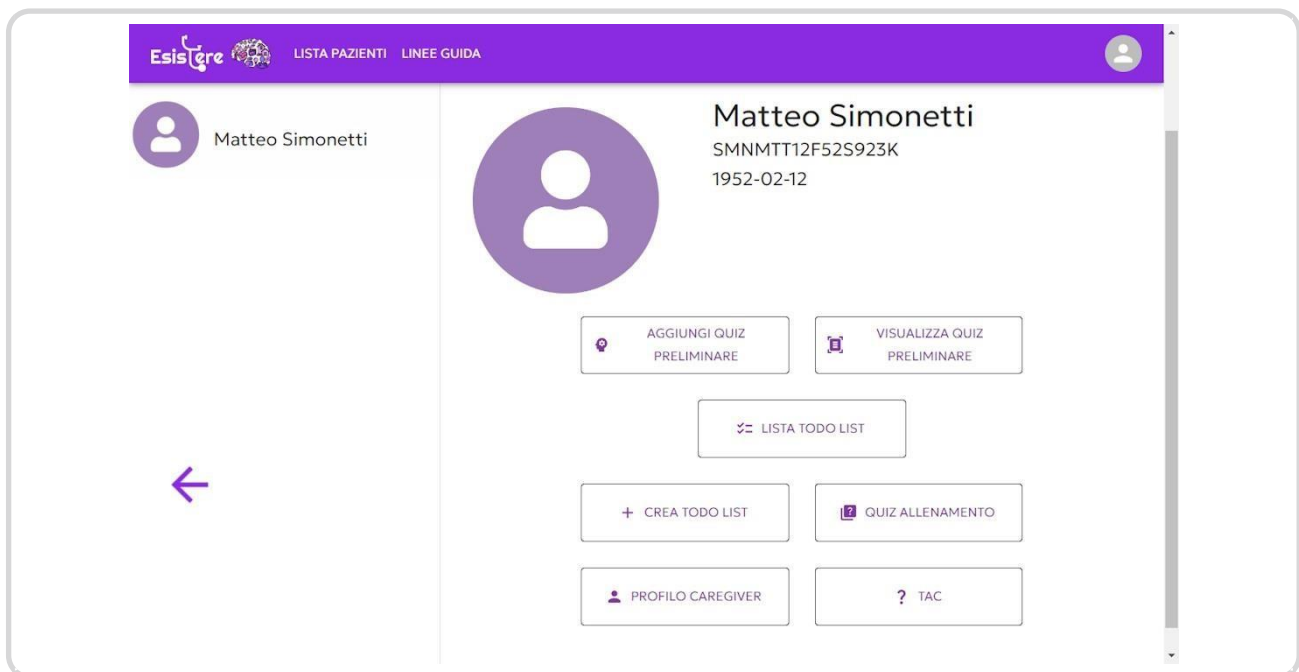 Esistere LISTA PAZIENTI LINEE GUIDA
Matteo Simonetti
Matteo Simonetti
SMNMTT12F52S923K
1952-02-12
AGGIUNGI QUIZ
PRELIMINARE
VISUALIZZA QUIZ
PRELIMINARE
LISTA TODO LIST
+ CREA TODO LIST
QUIZ ALLENAMENTO
PROFILO CAREGIVER
? TAC